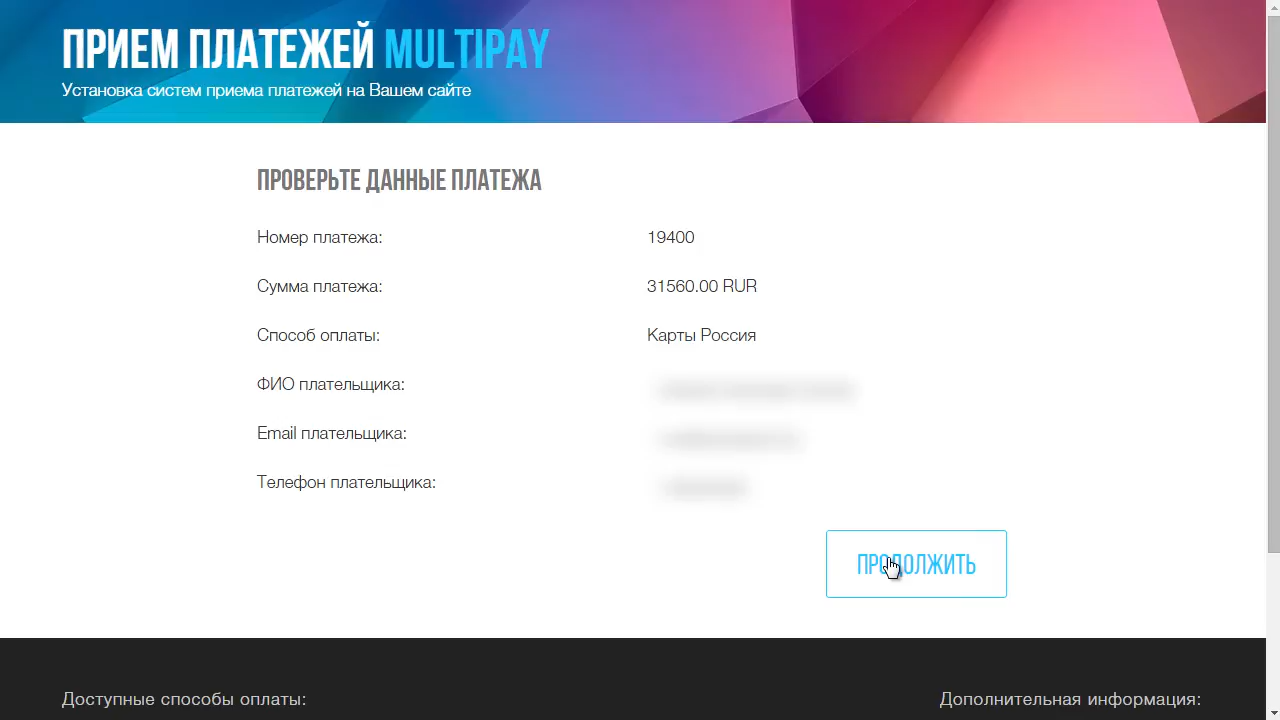 ПРИЕМ ПЛАТЕЖЕЙ MULTIPAY
Установка систем приема платежей на Вашем сайте
ПРОВЕРЬТЕ ДАННЫЕ ПЛАТЕЖА
Номер платежа: 19400
Сумма платежа: 31560.00 RUR
Способ оплаты: Карты Россия
ФИО плательщика:
Email плательщика:
Телефон плательщика:
ПРОДОЛЖИТЬ
Доступные способы оплаты: Дополнительная информация: